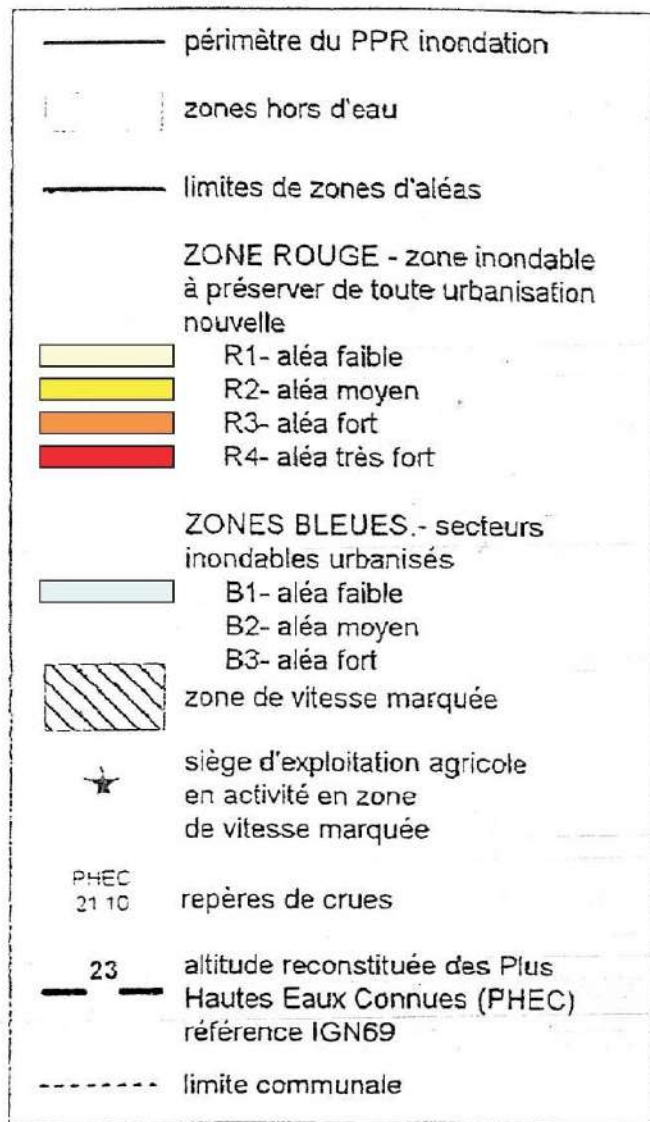 périmètre du PPR inondation
zones hors d'eau
limites de zones d'aléas
ZONE ROUGE - zone inondable
à préserver de toute urbanisation
nouvelle
R1- aléa faible
R2- aléa moyen
R3- aléa fort
R4- aléa très fort
ZONES BLEUES.- secteurs
inondables urbanisés
B1- aléa faible
B2- aléa moyen
B3- aléa fort
zone de vitesse marquée
siège d'exploitation agricole
en activité en zone
de vitesse marquée
PHEC
21 10
repères de crues
23
altitude reconstituée des Plus
Hautes Eaux Connues (PHEC)
référence IGN69
limite communale